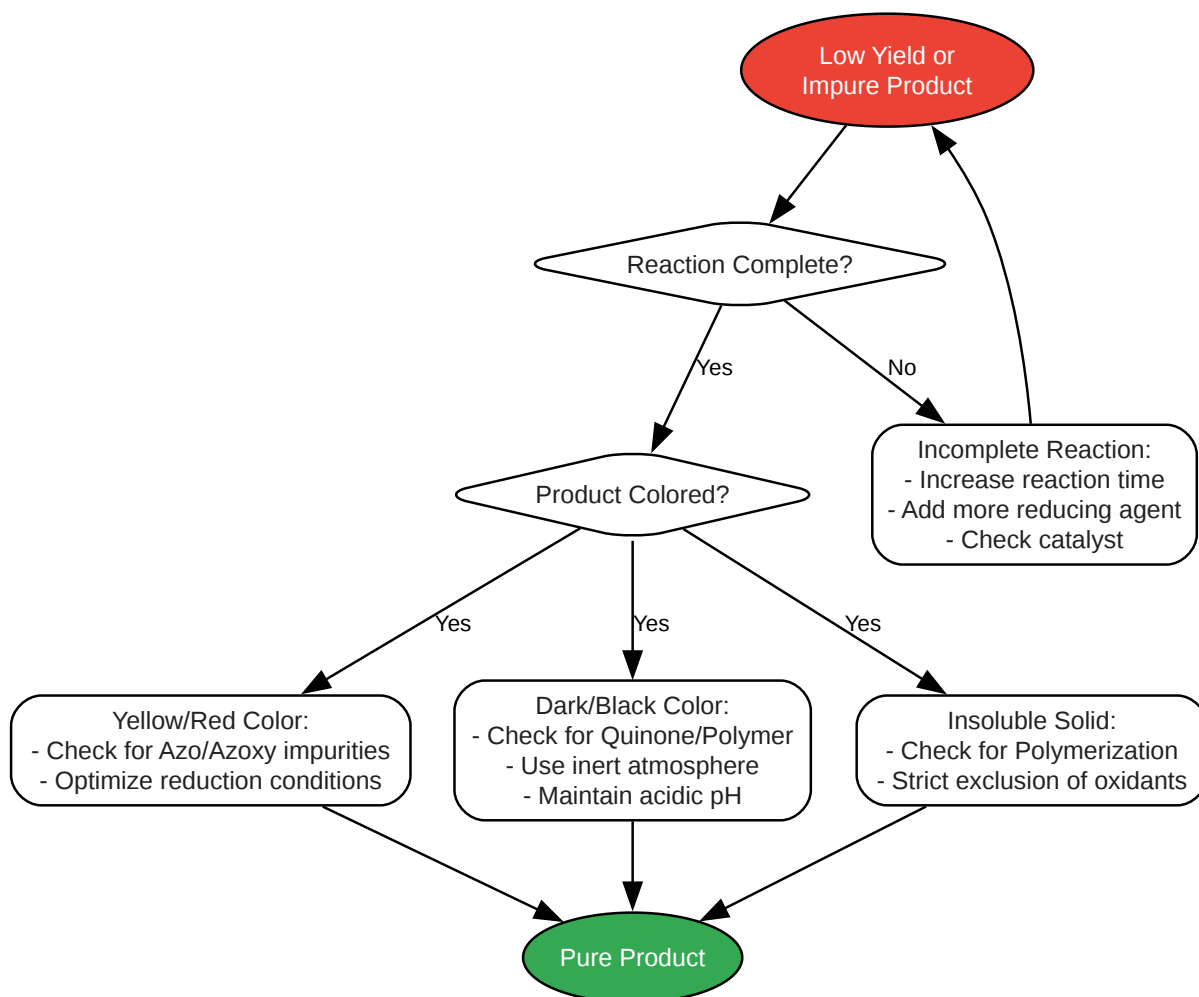 Low Yield or
Impure Product
Reaction Complete?
Yes
No
Product Colored?
Incomplete Reaction:
- Increase reaction time
- Add more reducing agent
- Check catalyst
Yes
Yes
Yes
Yellow/Red Color:
- Check for Azo/Azoxy impurities
- Optimize reduction conditions
Dark/Black Color:
- Check for Quinone/Polymer
- Use inert atmosphere
- Maintain acidic pH
Insoluble Solid:
- Check for Polymerization
- Strict exclusion of oxidants
Pure Product